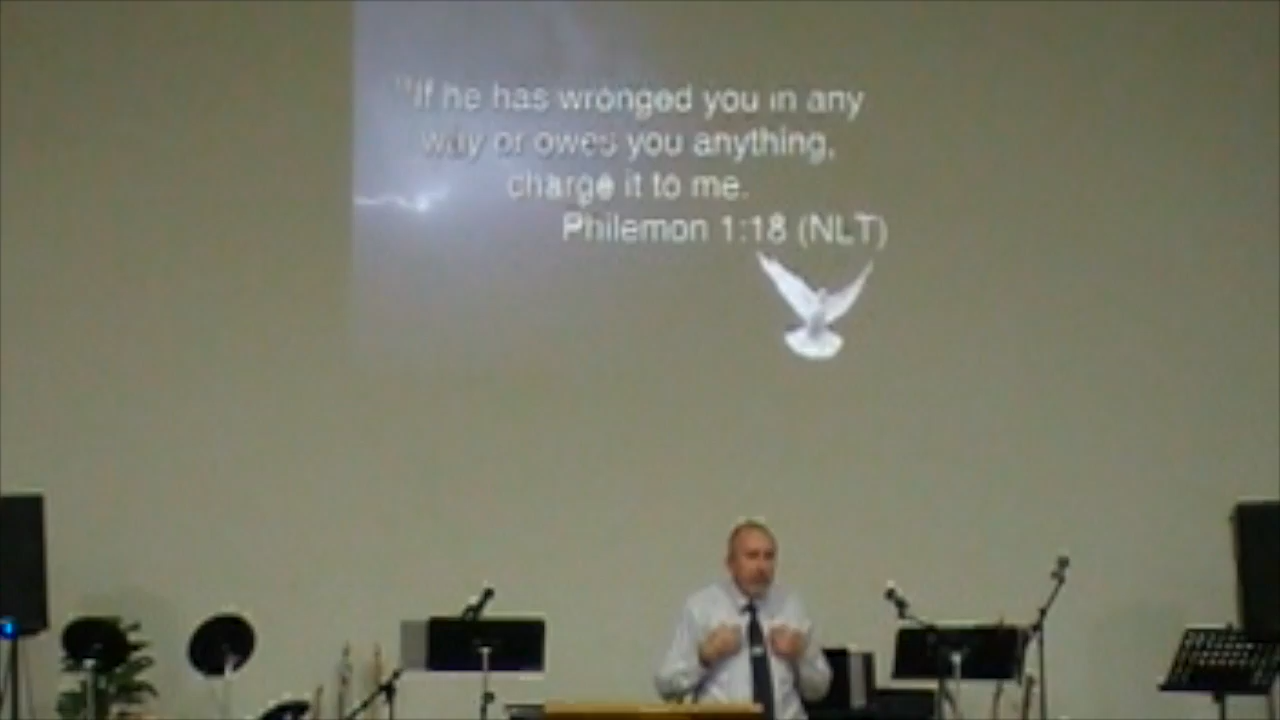 ¹⁸If he has wronged you in any
way or owes you anything,
charge it to me.
Philemon 1:18 (NLT)